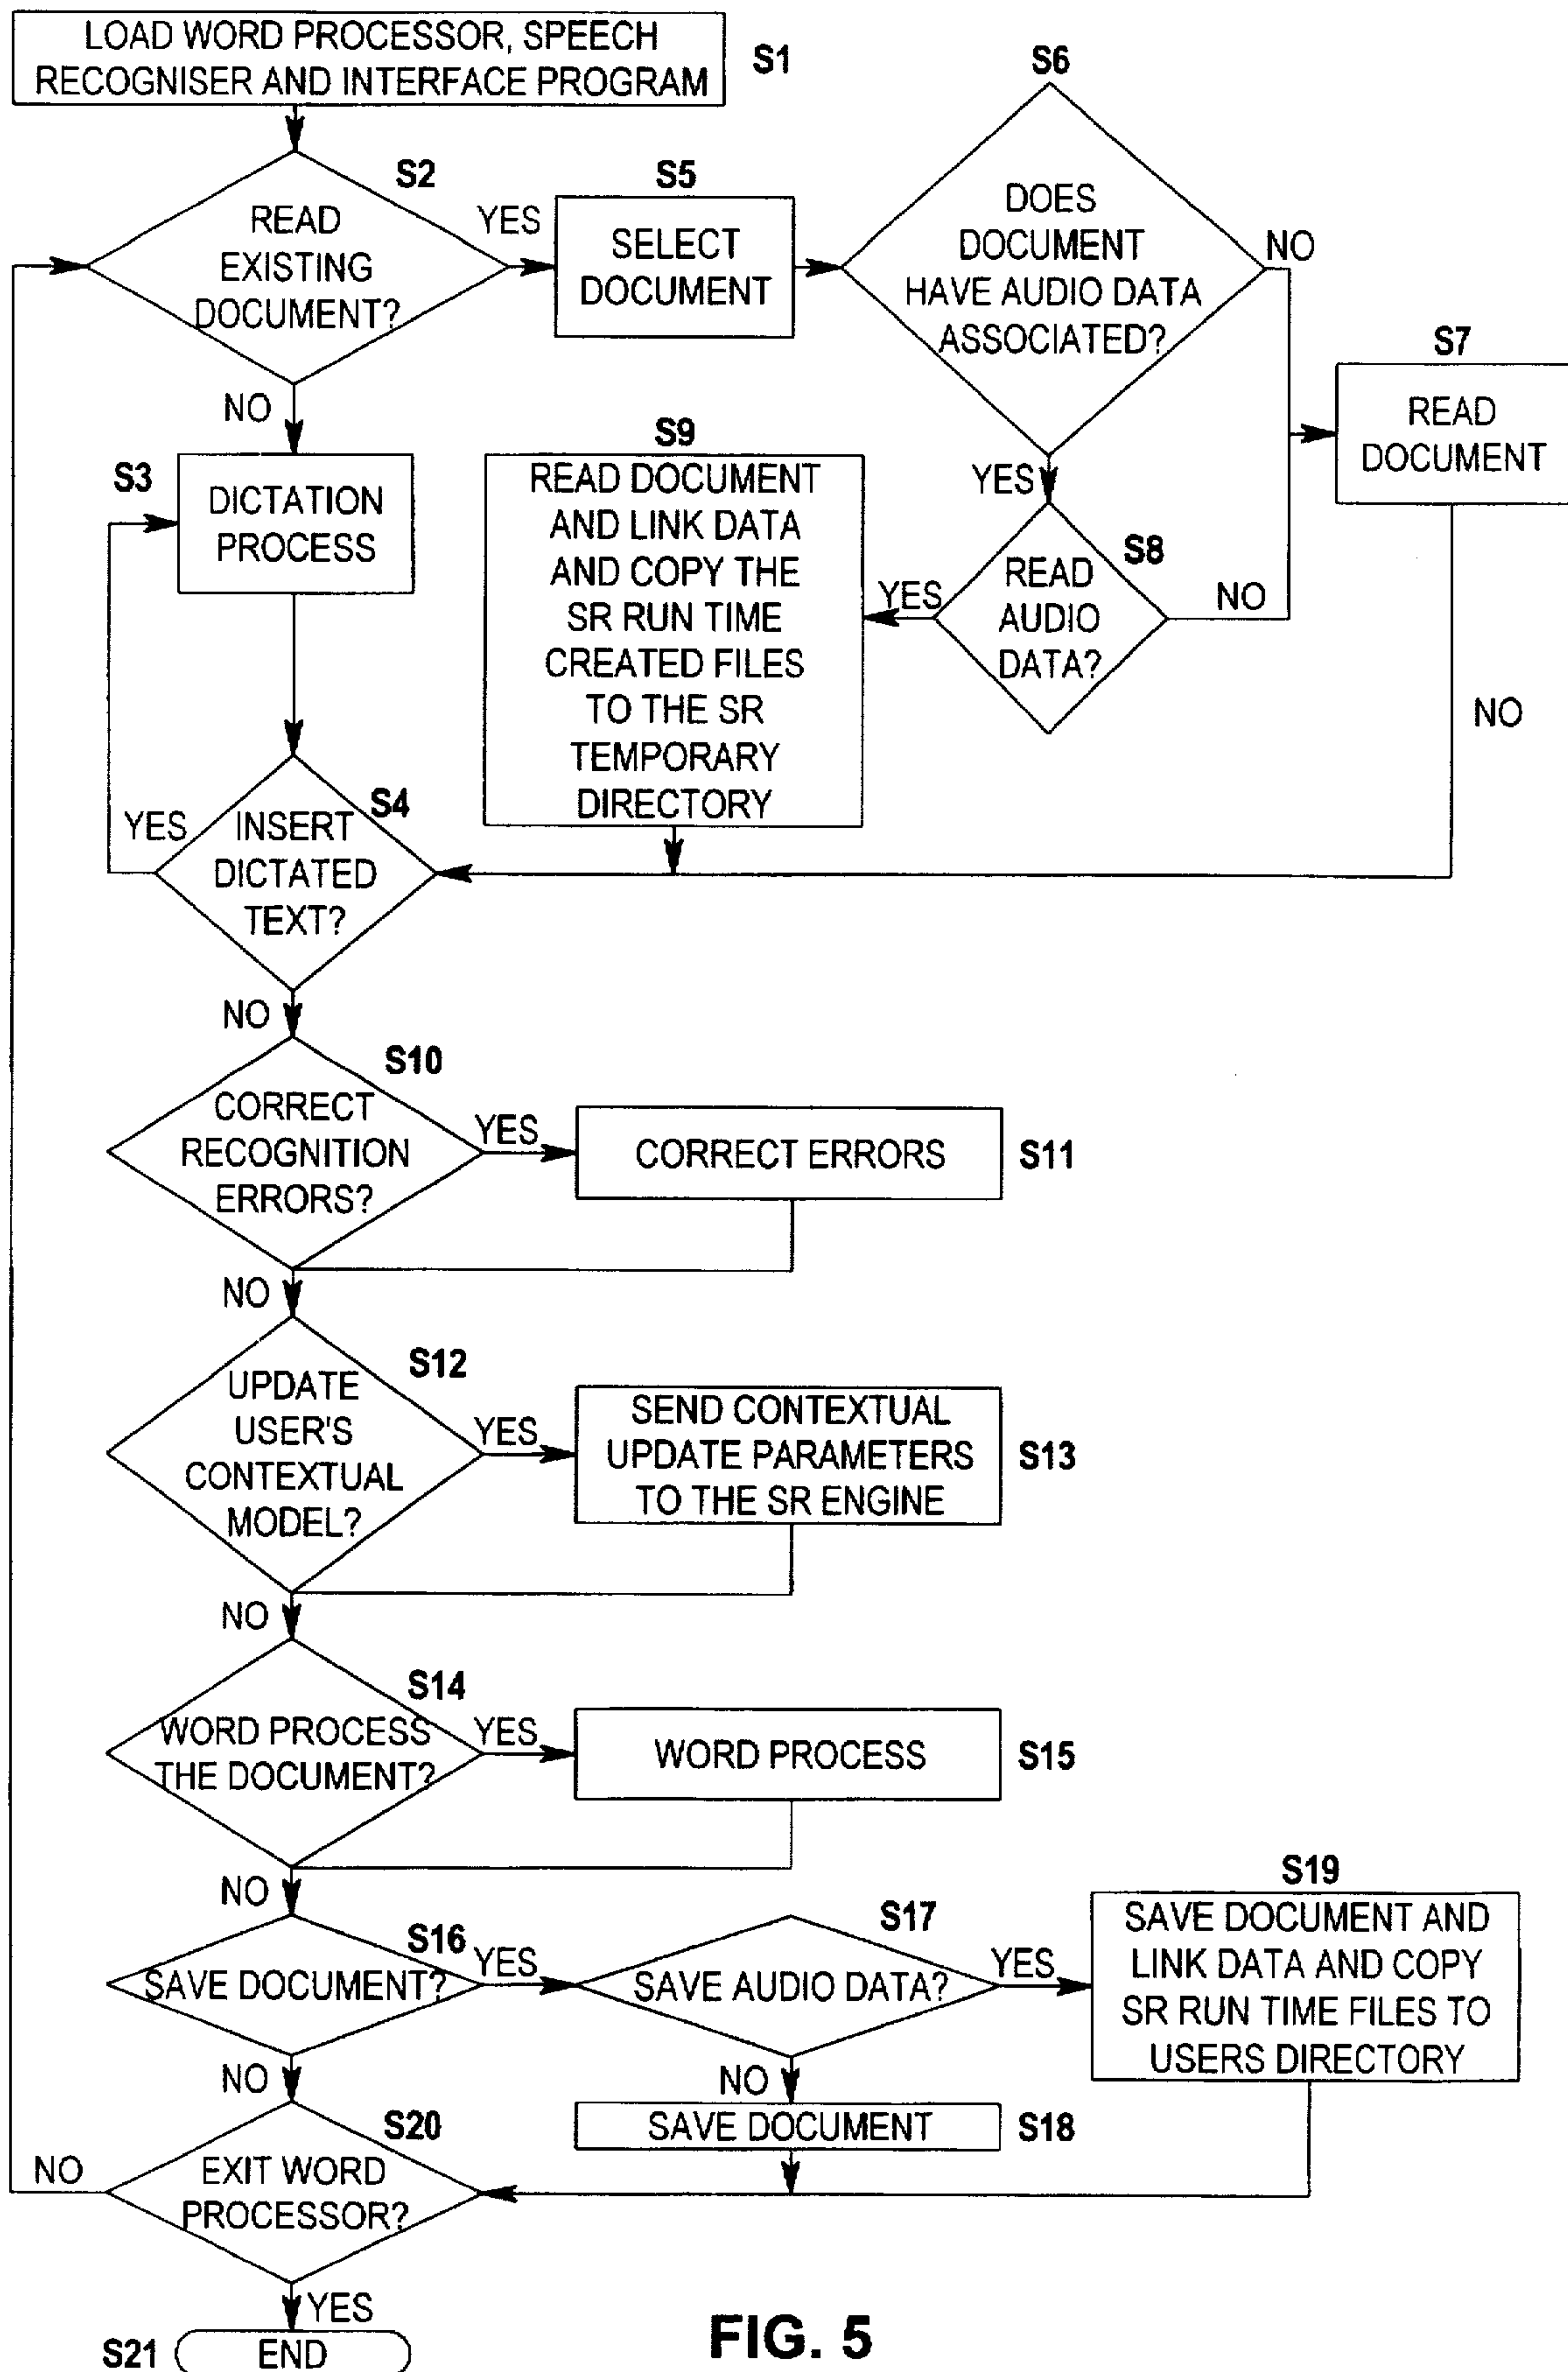 LOAD WORD PROCESSOR, SPEECH
RECOGNISER AND INTERFACE PROGRAM
S1
S2
READ
EXISTING
DOCUMENT?
YES
NO
S5
SELECT
DOCUMENT
S6
DOES
DOCUMENT
HAVE AUDIO DATA
ASSOCIATED?
NO
YES
S7
READ
DOCUMENT
NO
S3
DICTATION
PROCESS
S9
READ DOCUMENT
AND LINK DATA
AND COPY THE
SR RUN TIME
CREATED FILES
TO THE SR
TEMPORARY
DIRECTORY
S8
READ
AUDIO
DATA?
YES
NO
S4
INSERT
DICTATED
TEXT?
YES
NO
S10
CORRECT
RECOGNITION
ERRORS?
YES
CORRECT ERRORS
S11
NO
S12
UPDATE
USER'S
CONTEXTUAL
MODEL?
YES
SEND CONTEXTUAL
UPDATE PARAMETERS
TO THE SR ENGINE
S13
NO
S14
WORD PROCESS
THE DOCUMENT?
YES
WORD PROCESS
S15
NO
S16
SAVE DOCUMENT?
YES
S17
SAVE AUDIO DATA?
YES
S19
SAVE DOCUMENT AND
LINK DATA AND COPY
SR RUN TIME FILES TO
USERS DIRECTORY
NO
NO
SAVE DOCUMENT
S18
S20
EXIT WORD
PROCESSOR?
NO
YES
S21
END
FIG. 5